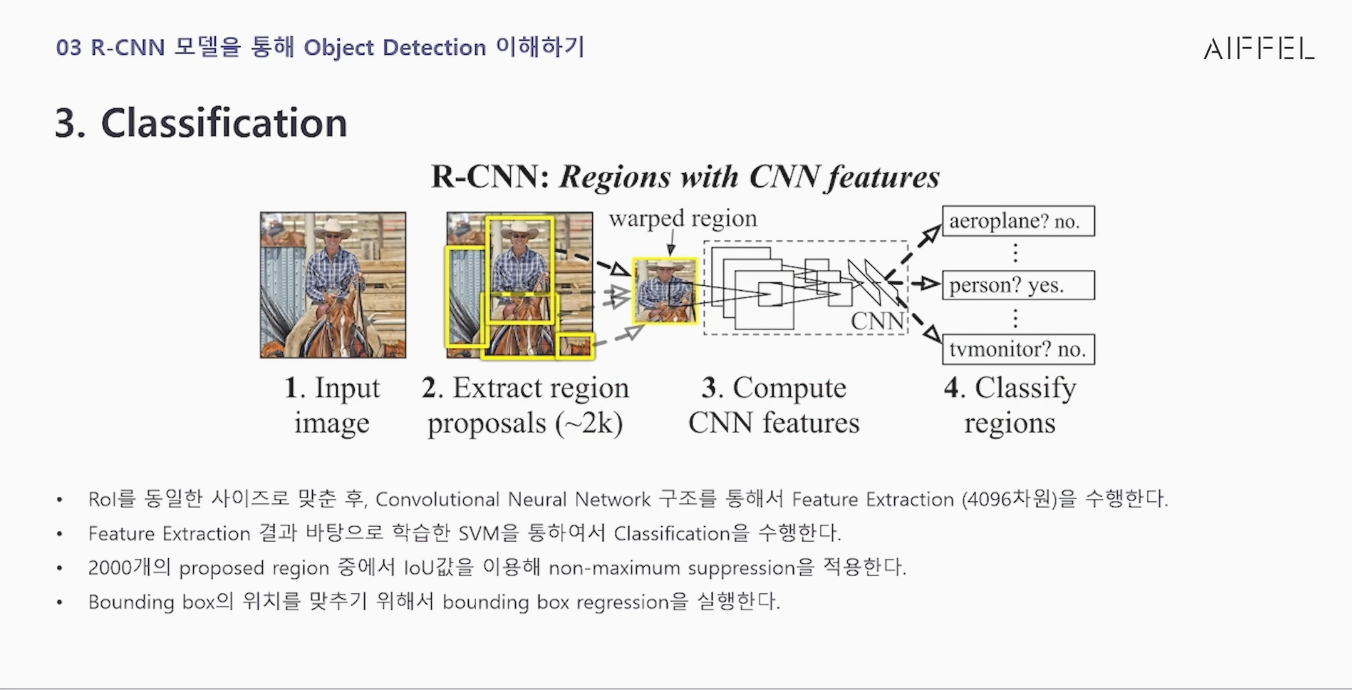 03 R-CNN 모델을 통해 Object Detection 이해하기
AIFFEL
3. Classification
R-CNN: Regions with CNN features
warped region
aeroplane? no.
person? yes.
tvmonitor? no.
CNN
1. Input image
2. Extract region proposals (~2k)
3. Compute CNN features
4. Classify regions
• RoI를 동일한 사이즈로 맞춘 후, Convolutional Neural Network 구조를 통해서 Feature Extraction (4096차원)을 수행한다.
• Feature Extraction 결과 바탕으로 학습한 SVM을 통하여서 Classification을 수행한다.
• 2000개의 proposed region 중에서 IoU값을 이용해 non-maximum suppression을 적용한다.
• Bounding box의 위치를 맞추기 위해서 bounding box regression을 실행한다.